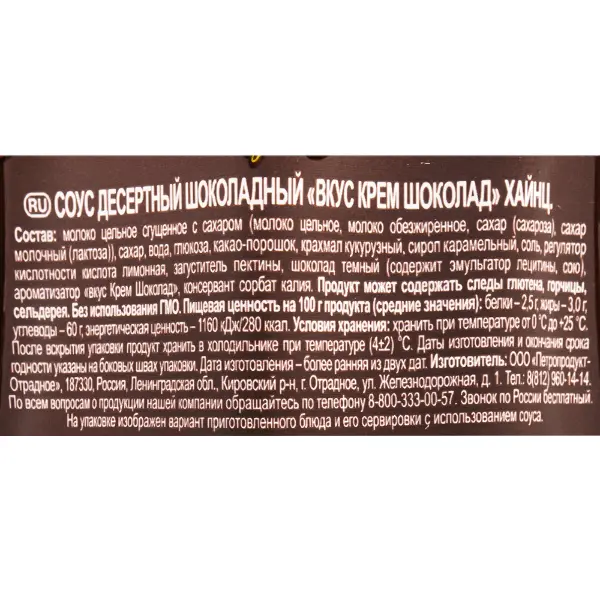 RU СОУС ДЕСЕРТНЫЙ ШОКОЛАДНЫЙ «ВКУС КРЕМ ШОКОЛАД» ХАЙНЦ
Состав: молоко цельное сгущенное с сахаром (молоко цельное, молоко обезжиренное, сахар (сахароза), сахар
молочный (лактоза)), сахар, вода, глюкоза, какао-порошок, крахмал кукурузный, сироп карамельный, соль, регулятор
кислотности кислота лимонная, загуститель пектины, шоколад темный (содержит эмульгатор лецитины, сою),
ароматизатор «вкус Крем Шоколад», консервант сорбат калия. Продукт может содержать следы глютена, горчицы,
сельдерея. Без использования ГМО. Пищевая ценность на 100 г продукта (средние значения): белки – 2,5 г, жиры – 3,0 г,
углеводы – 60 г, энергетическая ценность – 1160 кДж/280 ккал. Условия хранения: хранить при температуре от 0 °С до +25 °С.
После вскрытия упаковки продукт хранить в холодильнике при температуре (4±2) °С. Даты изготовления и окончания срока
годности указаны на боковых швах упаковки. Дата изготовления – более ранняя из двух дат. Изготовитель: ООО «Петропродукт-
Отрадное», 187330, Россия, Ленинградская обл., Кировский р-н, г. Отрадное, ул. Железнодорожная, д. 1. Тел.: 8(812) 960-14-14.
По всем вопросам о продукции нашей компании обращайтесь по телефону 8-800-333-00-57. Звонок по России бесплатный.
На упаковке изображен вариант приготовленного блюда и его сервировки с использованием соуса.